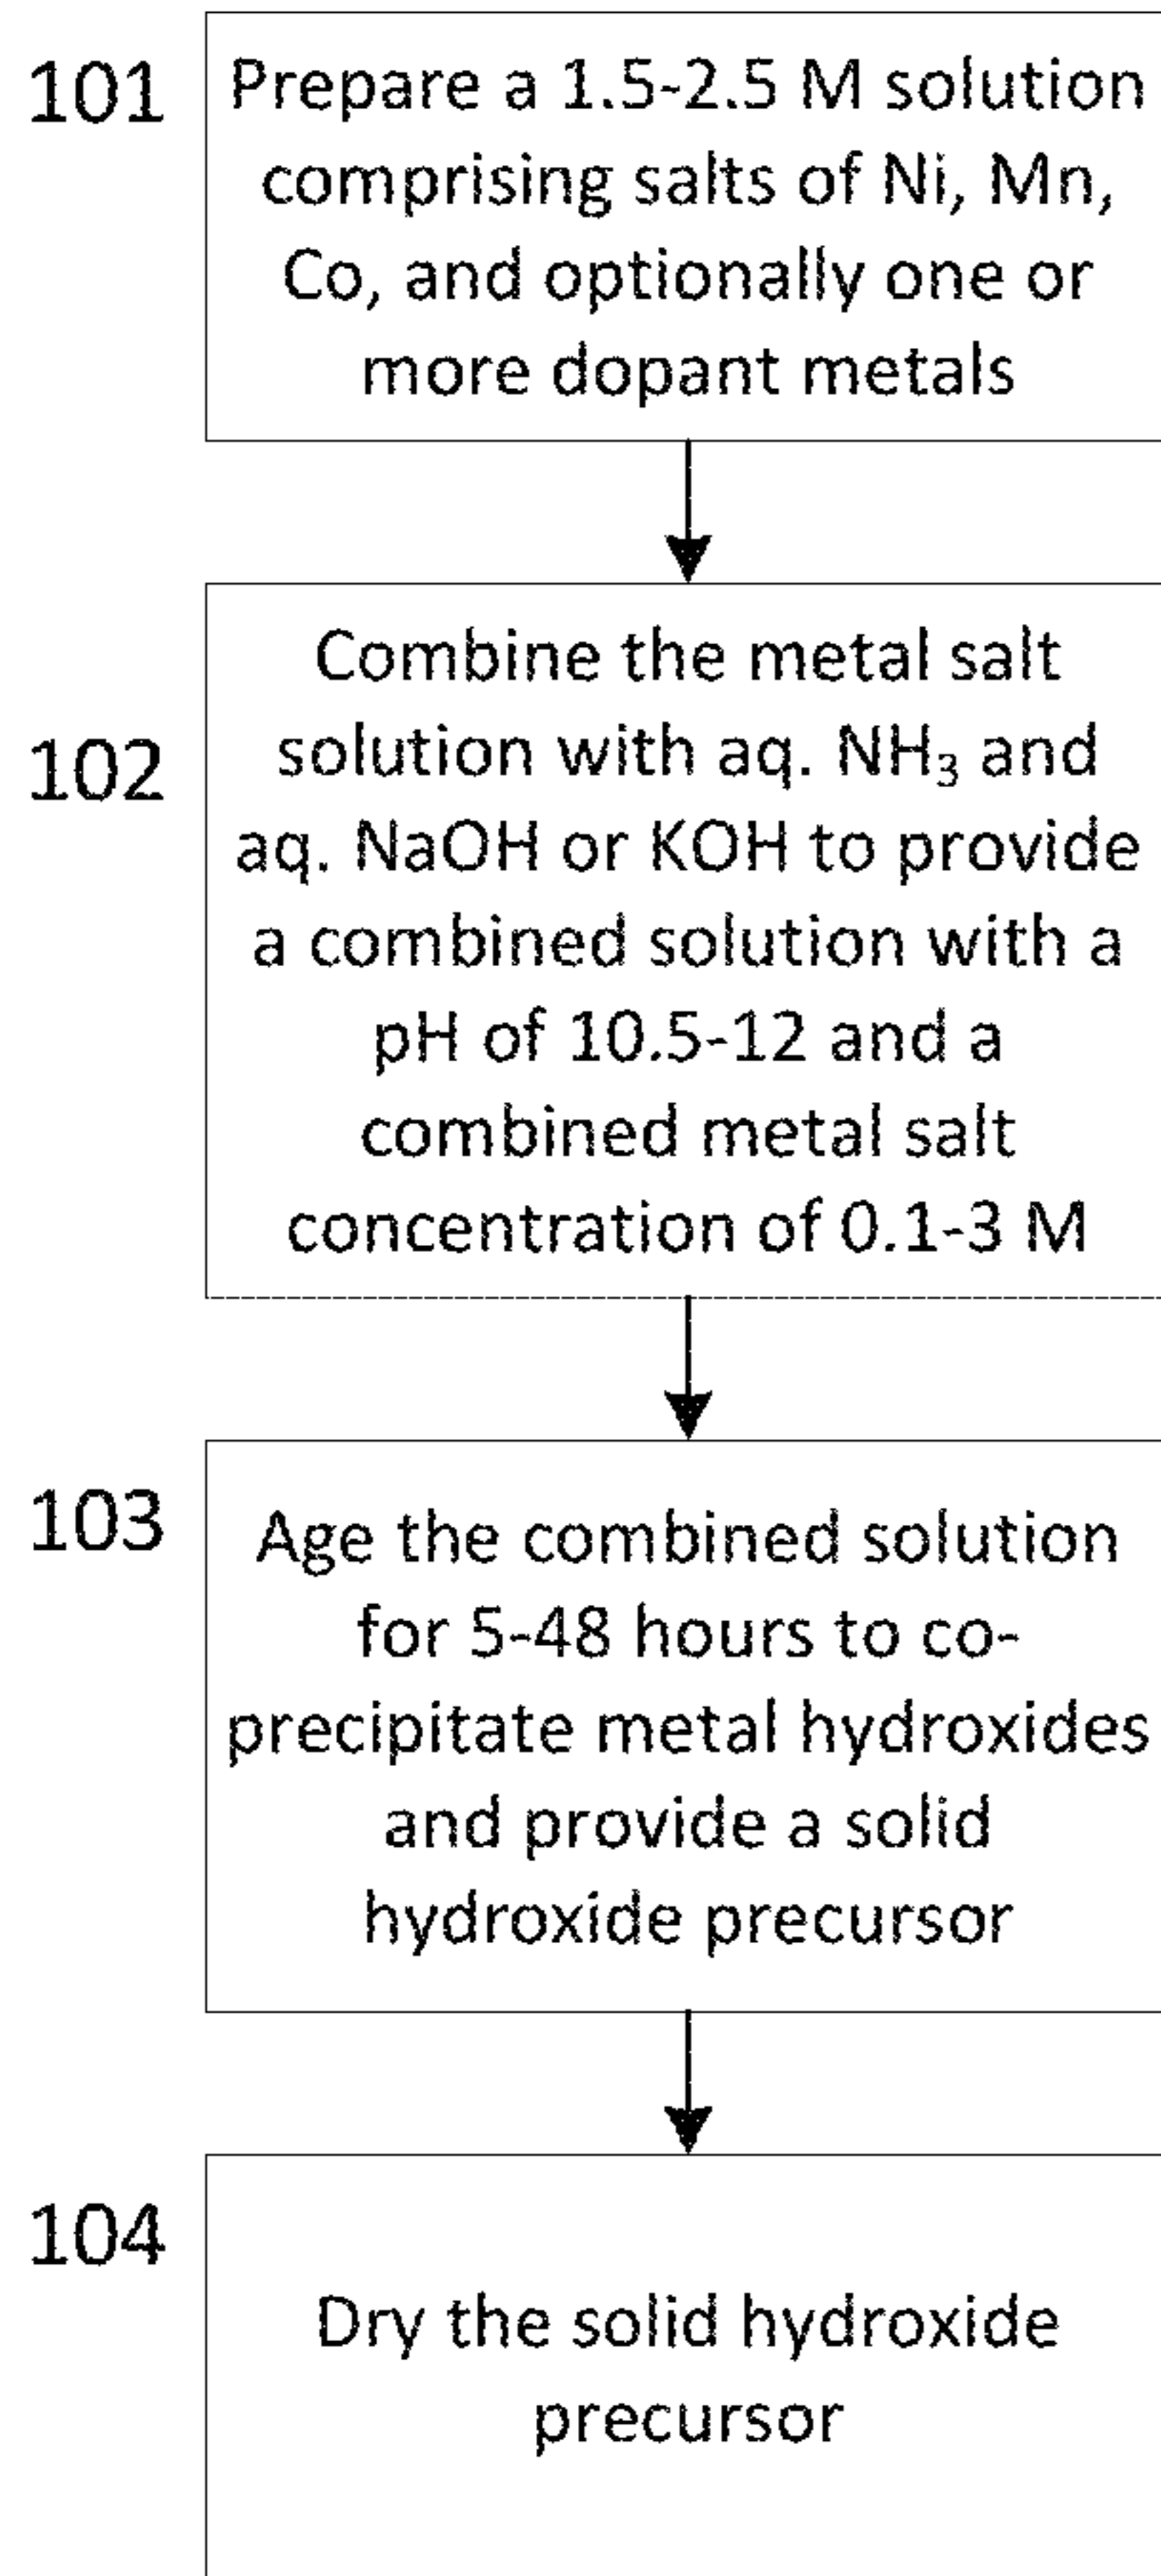 101
Prepare a 1.5-2.5 M solution
comprising salts of Ni, Mn,
Co, and optionally one or
more dopant metals
102
Combine the metal salt
solution with aq. NH₃ and
aq. NaOH or KOH to provide
a combined solution with a
pH of 10.5-12 and a
combined metal salt
concentration of 0.1-3 M
103
Age the combined solution
for 5-48 hours to co-
precipitate metal hydroxides
and provide a solid
hydroxide precursor
104
Dry the solid hydroxide
precursor